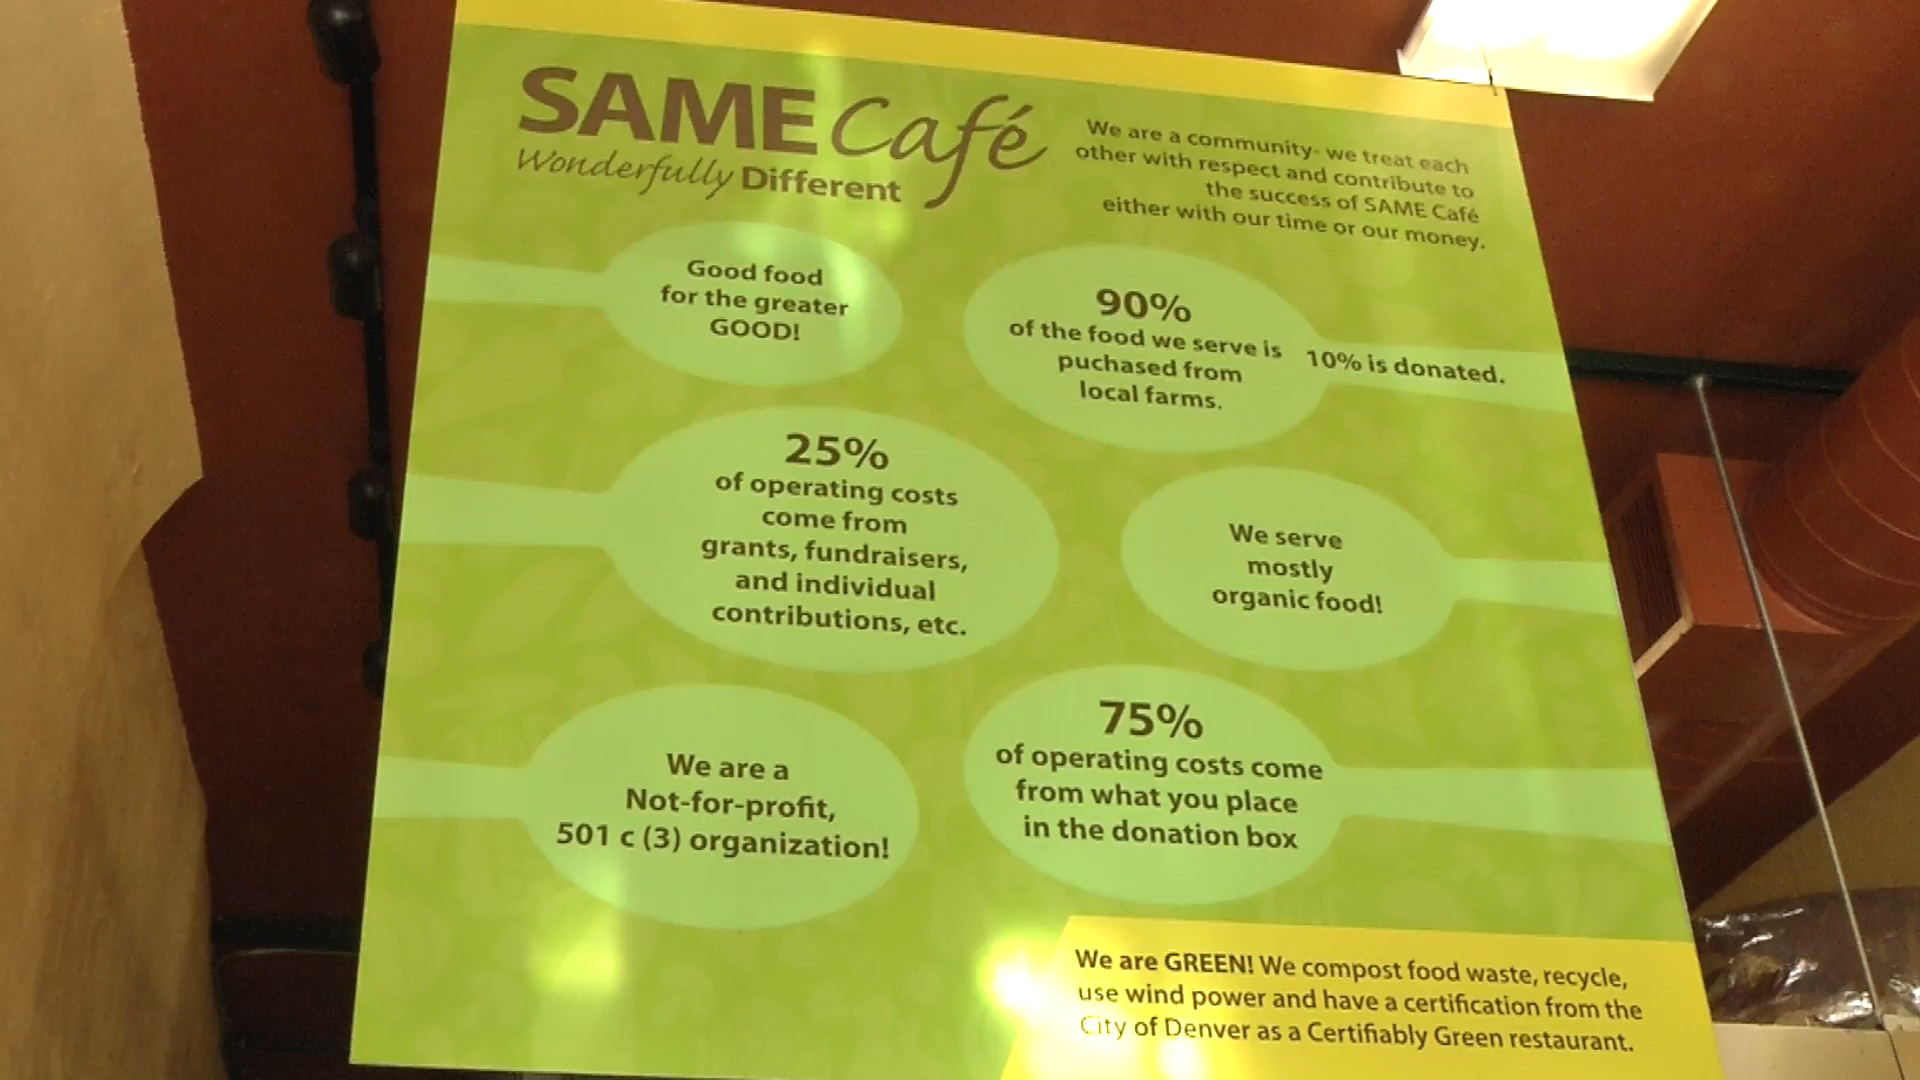 SAME Café
Wonderfully Different
We are a community- we treat each
other with respect and contribute to
the success of SAME Café
either with our time or our money.
Good food
for the greater
GOOD!
90%
of the food we serve is
puchased from
local farms.
10% is donated.
25%
of operating costs
come from
grants, fundraisers,
and individual
contributions, etc.
We serve
mostly
organic food!
We are a
Not-for-profit,
501 c (3) organization!
75%
of operating costs come
from what you place
in the donation box
We are GREEN! We compost food waste, recycle,
use wind power and have a certification from the
City of Denver as a Certifiably Green restaurant.